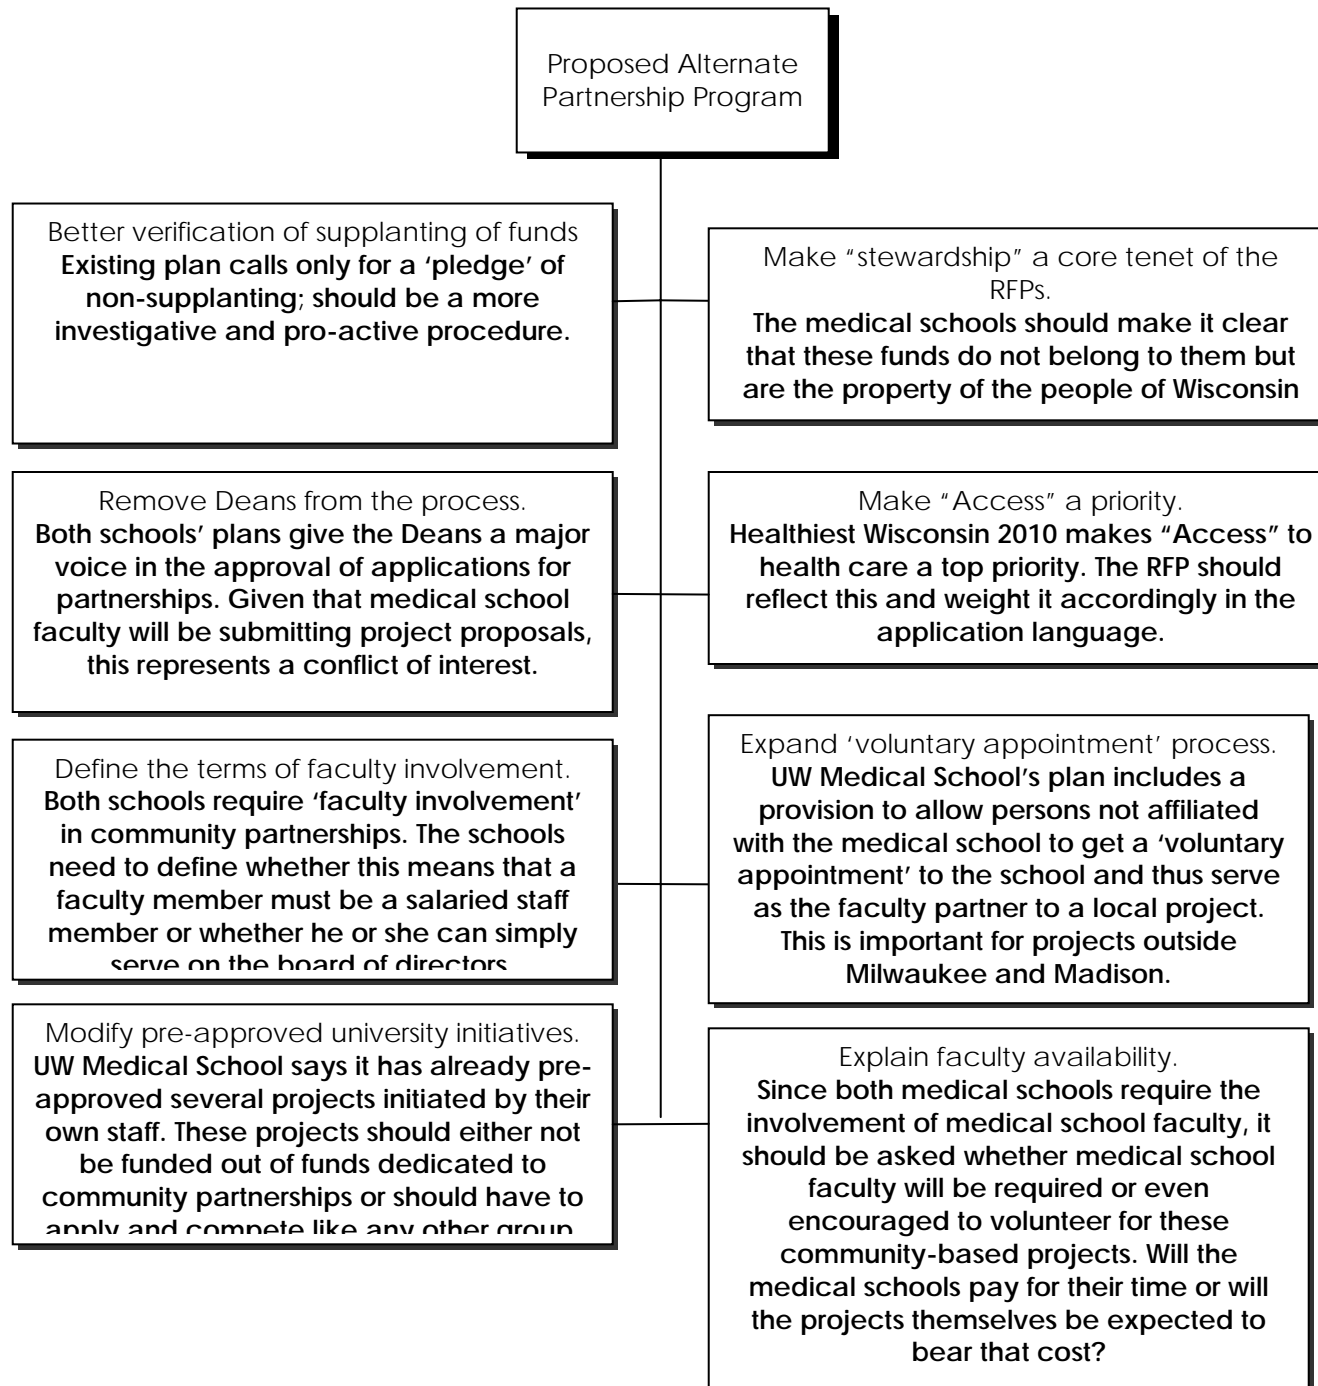 Proposed Alternate
Partnership Program
Better verification of supplanting of funds
Existing plan calls only for a ‘pledge’ of
non-supplanting; should be a more
investigative and pro-active procedure.
Make “stewardship” a core tenet of the
RFPs.
The medical schools should make it clear
that these funds do not belong to them but
are the property of the people of Wisconsin
Remove Deans from the process.
Both schools’ plans give the Deans a major
voice in the approval of applications for
partnerships. Given that medical school
faculty will be submitting project proposals,
this represents a conflict of interest.
Make “Access” a priority.
Healthiest Wisconsin 2010 makes “Access” to
health care a top priority. The RFP should
reflect this and weight it accordingly in the
application language.
Define the terms of faculty involvement.
Both schools require ‘faculty involvement’
in community partnerships. The schools
need to define whether this means that a
faculty member must be a salaried staff
member or whether he or she can simply
serve on the board of directors
Expand ‘voluntary appointment’ process.
UW Medical School’s plan includes a
provision to allow persons not affiliated
with the medical school to get a ‘voluntary
appointment’ to the school and thus serve
as the faculty partner to a local project.
This is important for projects outside
Milwaukee and Madison.
Modify pre-approved university initiatives.
UW Medical School says it has already pre-
approved several projects initiated by their
own staff. These projects should either not
be funded out of funds dedicated to
community partnerships or should have to
apply and compete like any other group.
Explain faculty availability.
Since both medical schools require the
involvement of medical school faculty, it
should be asked whether medical school
faculty will be required or even
encouraged to volunteer for these
community-based projects. Will the
medical schools pay for their time or will
the projects themselves be expected to
bear that cost?